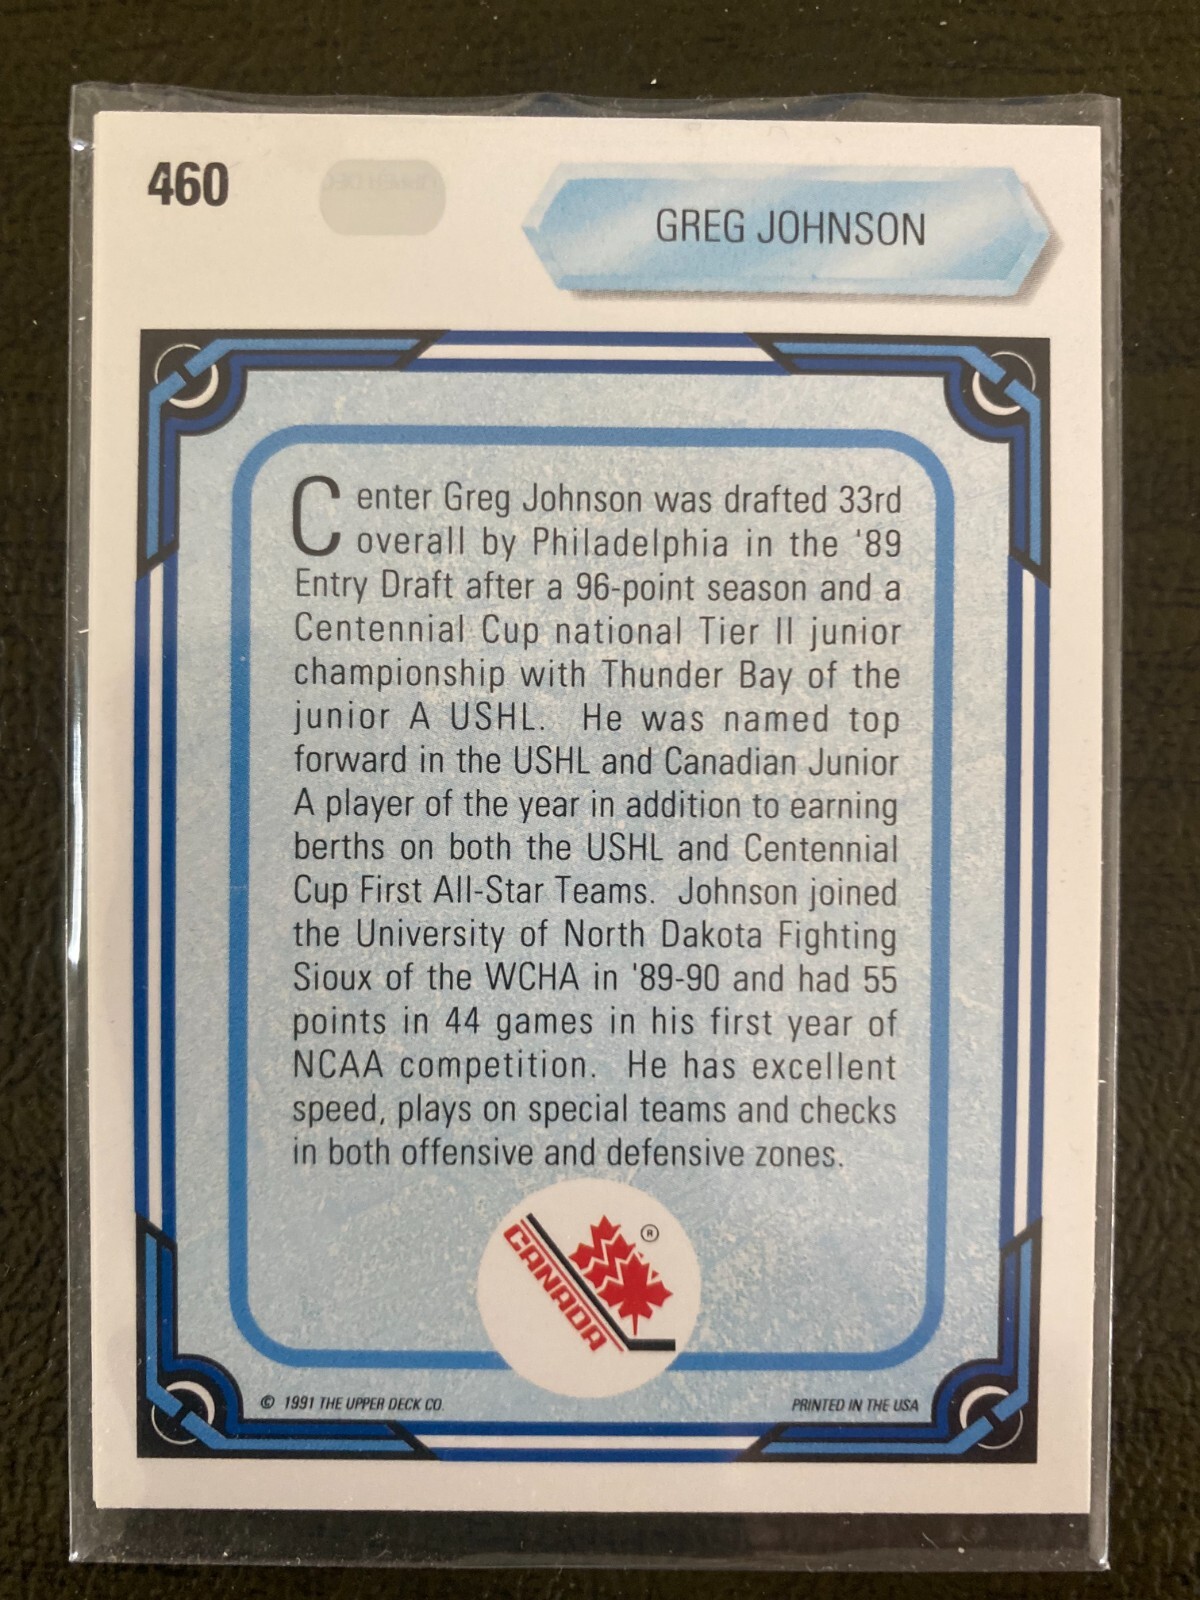 460
GREG JOHNSON
Center Greg Johnson was drafted 33rd
overall by Philadelphia in the '89
Entry Draft after a 96-point season and a
Centennial Cup national Tier II junior
championship with Thunder Bay of the
junior A USHL. He was named top
forward in the USHL and Canadian Junior
A player of the year in addition to earning
berths on both the USHL and Centennial
Cup First All-Star Teams. Johnson joined
the University of North Dakota Fighting
Sioux of the WCHA in '89-90 and had 55
points in 44 games in his first year of
NCAA competition. He has excellent
speed, plays on special teams and checks
in both offensive and defensive zones.
CANADA ®
© 1991 THE UPPER DECK CO.
PRINTED IN THE USA